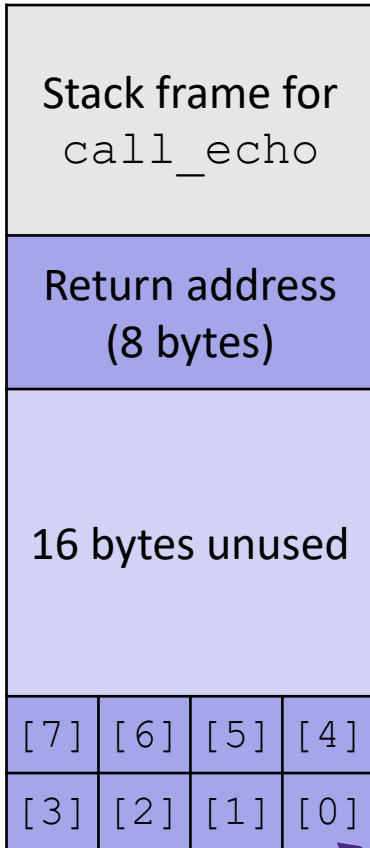 Stack frame for
call_echo
Return address
(8 bytes)
16 bytes unused
[7] [6] [5] [4]
[3] [2] [1] [0]